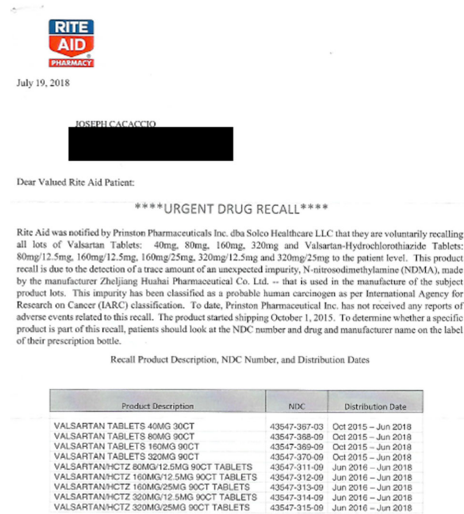 RITE
AID
PHARMACY
July 19, 2018
JOSEPH CACACCIO
Dear Valued Rite Aid Patient:
****URGENT DRUG RECALL****
Rite Aid was notified by Prinston Pharmaceuticals Inc. dba Solco Healthcare LLC that they are voluntarily recalling
all lots of Valsartan Tablets: 40mg, 80mg, 160mg, 320mg and Valsartan-Hydrochlorothiazide Tablets:
80mg/12.5mg, 160mg/12.5mg, 160mg/25mg, 320mg/12.5mg and 320mg/25mg to the patient level. This product
recall is due to the detection of a trace amount of an unexpected impurity, N-nitrosodimethylamine (NDMA), made
by the manufacturer Zheljiang Huahai Pharmaceutical Co. Ltd. -- that is used in the manufacture of the subject
product lots. This impurity has been classified as a probable human carcinogen as per International Agency for
Research on Cancer (IARC) classification. To date, Prinston Pharmaceutical Inc. has not received any reports of
adverse events related to this recall. The product started shipping October 1, 2015. To determine whether a specific
product is part of this recall, patients should look at the NDC number and drug and manufacturer name on the label
of their prescription bottle.
Recall Product Description, NDC Number, and Distribution Dates
Product Description NDC Distribution Date
VALSARTAN TABLETS 40MG 30CT 43547-367-03 Oct 2015 – Jun 2018
VALSARTAN TABLETS 80MG 90CT 43547-368-09 Oct 2015 – Jun 2018
VALSARTAN TABLETS 160MG 90CT 43547-369-09 Oct 2015 – Jun 2018
VALSARTAN TABLETS 320MG 90CT 43547-370-09 Oct 2015 – Jun 2018
VALSARTAN/HCTZ 80MG/12.5MG 90CT TABLETS 43547-311-09 Jun 2016 – Jun 2018
VALSARTAN/HCTZ 160MG/12.5MG 90CT TABLETS 43547-312-09 Jun 2016 – Jun 2018
VALSARTAN/HCTZ 160MG/25MG 90CT TABLETS 43547-313-09 Jun 2016 – Jun 2018
VALSARTAN/HCTZ 320MG/12.5MG 90CT TABLETS 43547-314-09 Jun 2016 – Jun 2018
VALSARTAN/HCTZ 320MG/25MG 90CT TABLETS 43547-315-09 Jun 2016 – Jun 2018